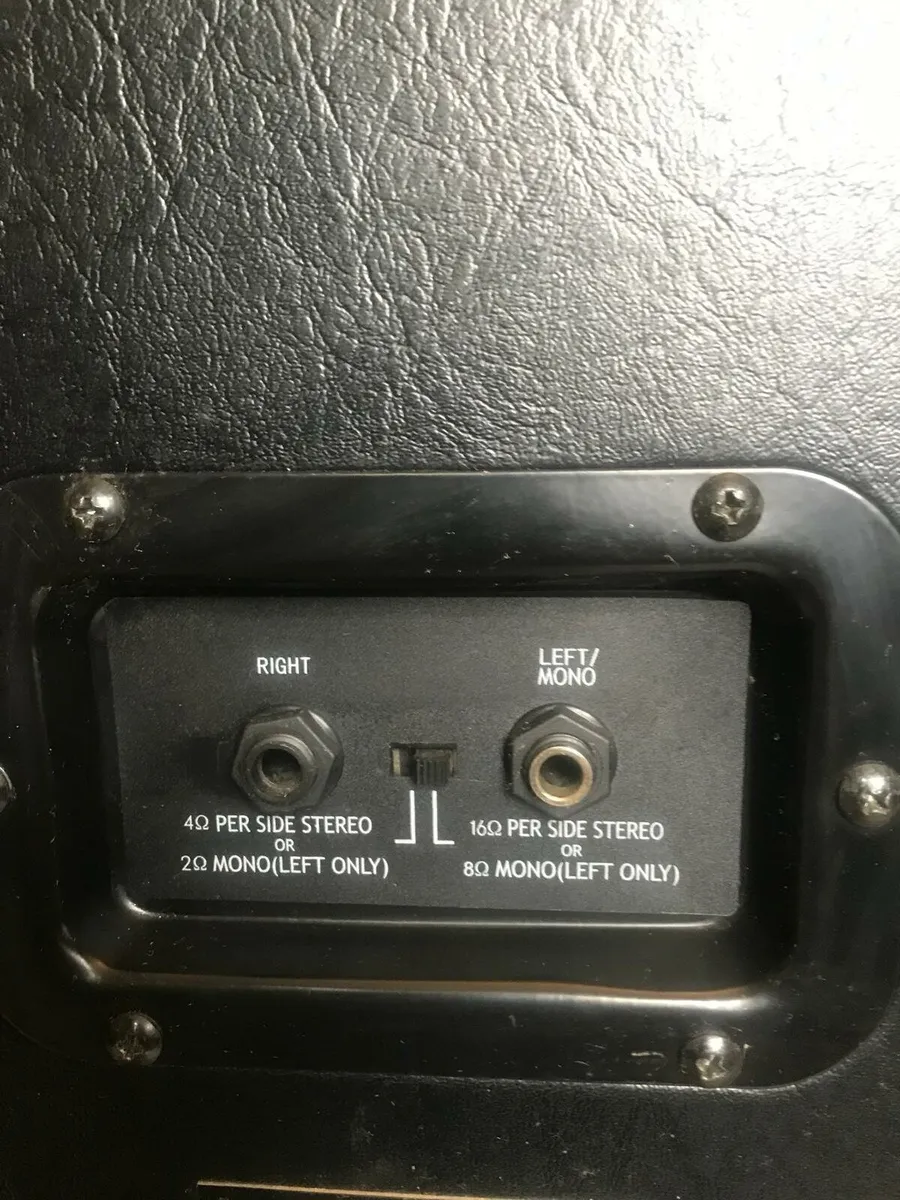 RIGHT
LEFT/
MONO
4Ω PER SIDE STEREO
OR
2Ω MONO(LEFT ONLY)
16Ω PER SIDE STEREO
OR
8Ω MONO(LEFT ONLY)